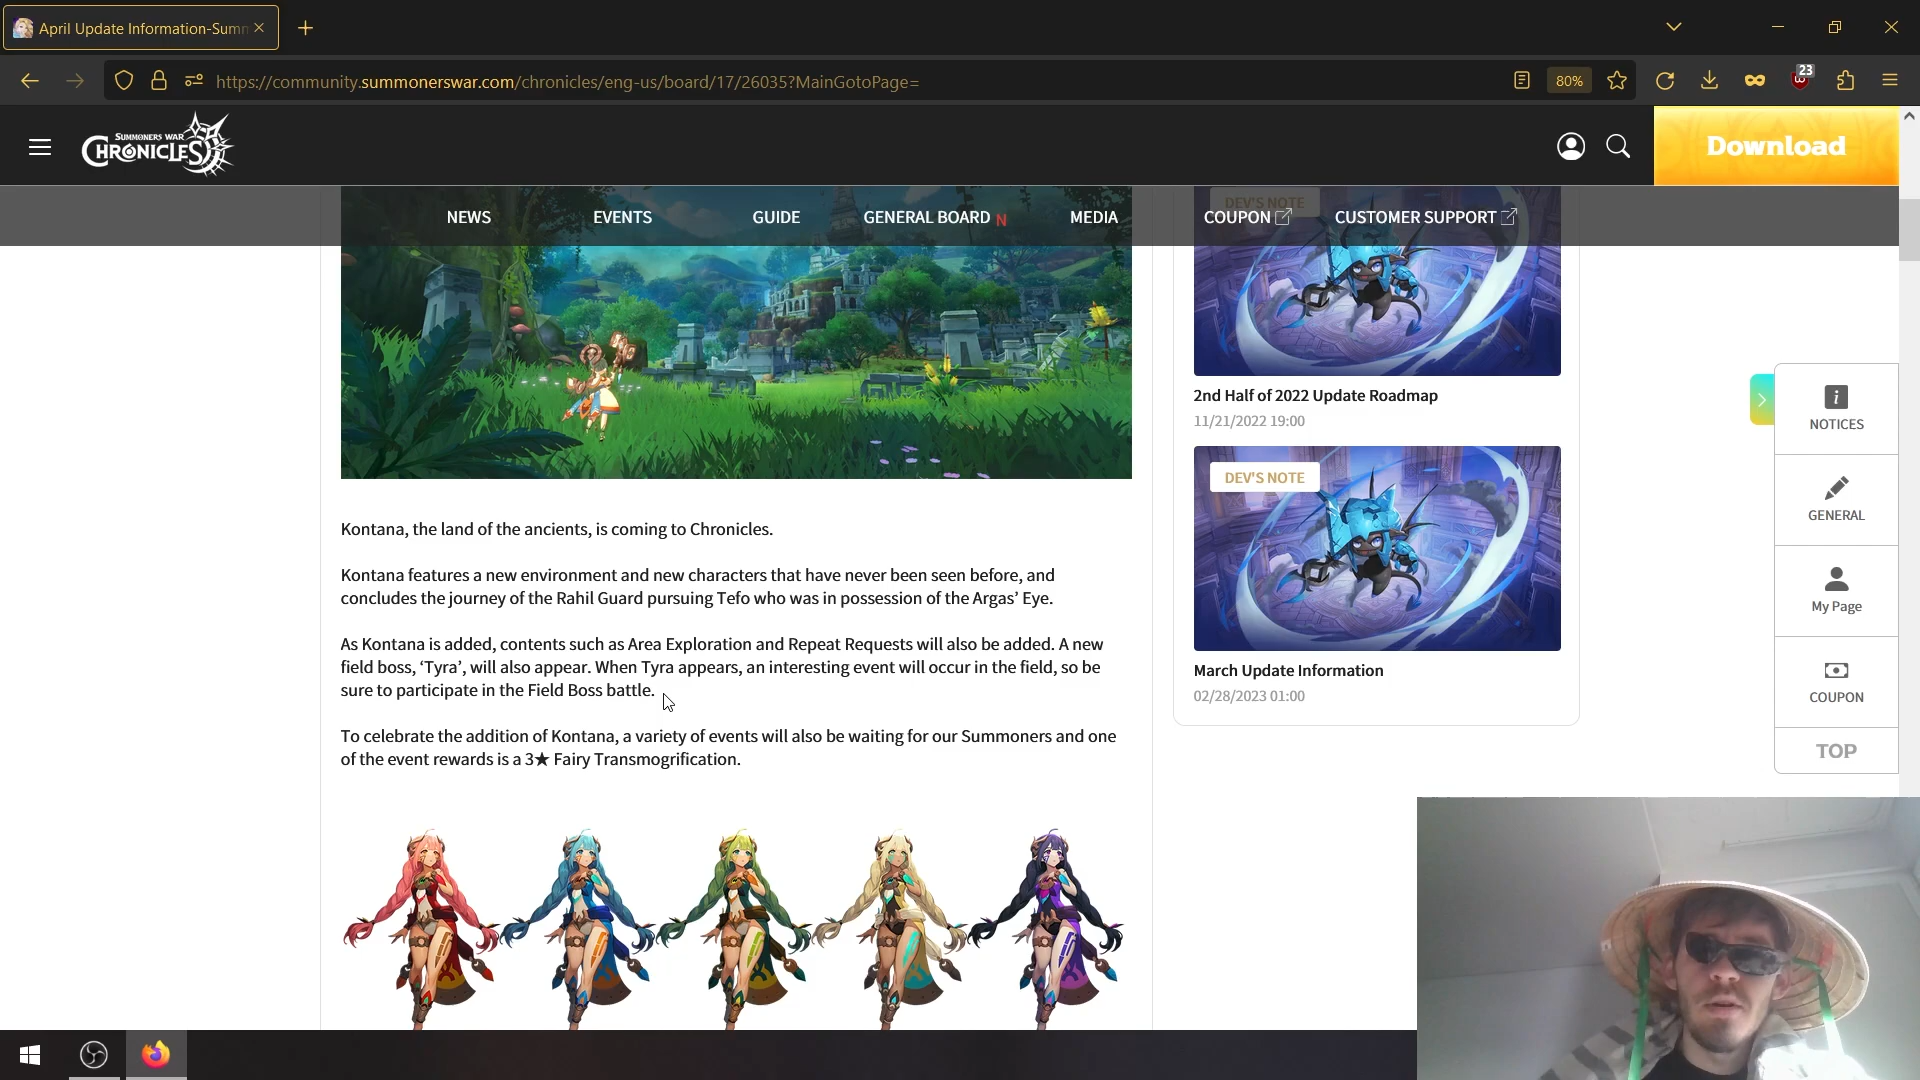 April Update Information-Summ
https://community.summonerswar.com/chronicles/eng-us/board/17/26035?MainGotoPage=
80%
23
SUMMONERS WAR
CHRONICLES
Download
NEWS
EVENTS
GUIDE
GENERAL BOARD N
MEDIA
COUPON
CUSTOMER SUPPORT
DEV'S NOTE
Kontana, the land of the ancients, is coming to Chronicles.
Kontana features a new environment and new characters that have never been seen before, and
concludes the journey of the Rahil Guard pursuing Tefo who was in possession of the Argas’ Eye.
As Kontana is added, contents such as Area Exploration and Repeat Requests will also be added. A new
field boss, ‘Tyra’, will also appear. When Tyra appears, an interesting event will occur in the field, so be
sure to participate in the Field Boss battle.
To celebrate the addition of Kontana, a variety of events will also be waiting for our Summoners and one
of the event rewards is a 3★ Fairy Transmogrification.
2nd Half of 2022 Update Roadmap
11/21/2022 19:00
DEV'S NOTE
March Update Information
02/28/2023 01:00
NOTICES
GENERAL
My Page
COUPON
TOP